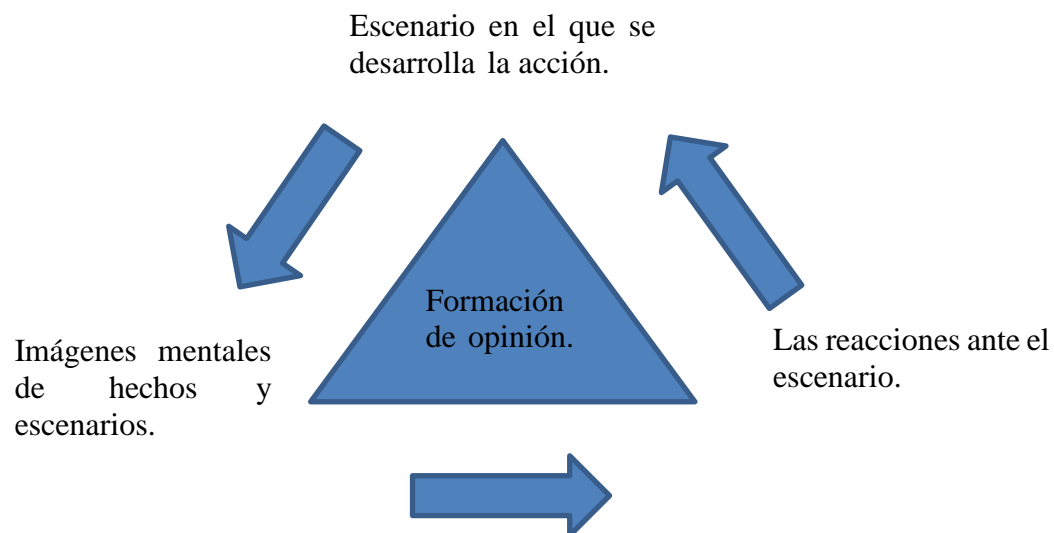 Escenario en el que se
desarrolla la acción.
Formación
de opinión.
Imágenes mentales
de hechos y
escenarios.
Las reacciones ante el
escenario.